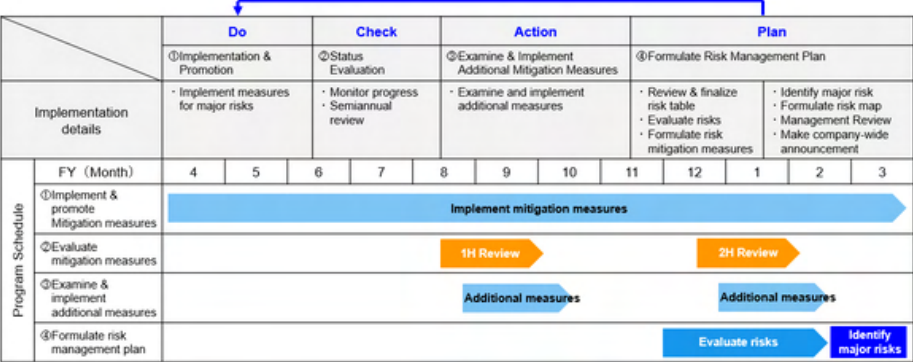 Do
Check
Action
Plan
①Implementation &
Promotion
②Status
Evaluation
③Examine & Implement
Additional Mitigation Measures
④Formulate Risk Management Plan
Implementation
details
・Implement measures
for major risks
・Monitor progress
・Semiannual
review
・Examine and implement
additional measures
・Review & finalize
risk table
・Evaluate risks
・Formulate risk
mitigation measures
・Identify major risk
・Formulate risk map
・Management Review
・Make company-wide
announcement
Program Schedule
FY (Month)
4 5 6 7 8 9 10 11 12 1 2 3
①Implement &
promote
Mitigation measures
Implement mitigation measures
②Evaluate
mitigation measures
1H Review
2H Review
③Examine &
implement
additional measures
Additional measures
Additional measures
④Formulate risk
management plan
Evaluate risks
Identify
major risks